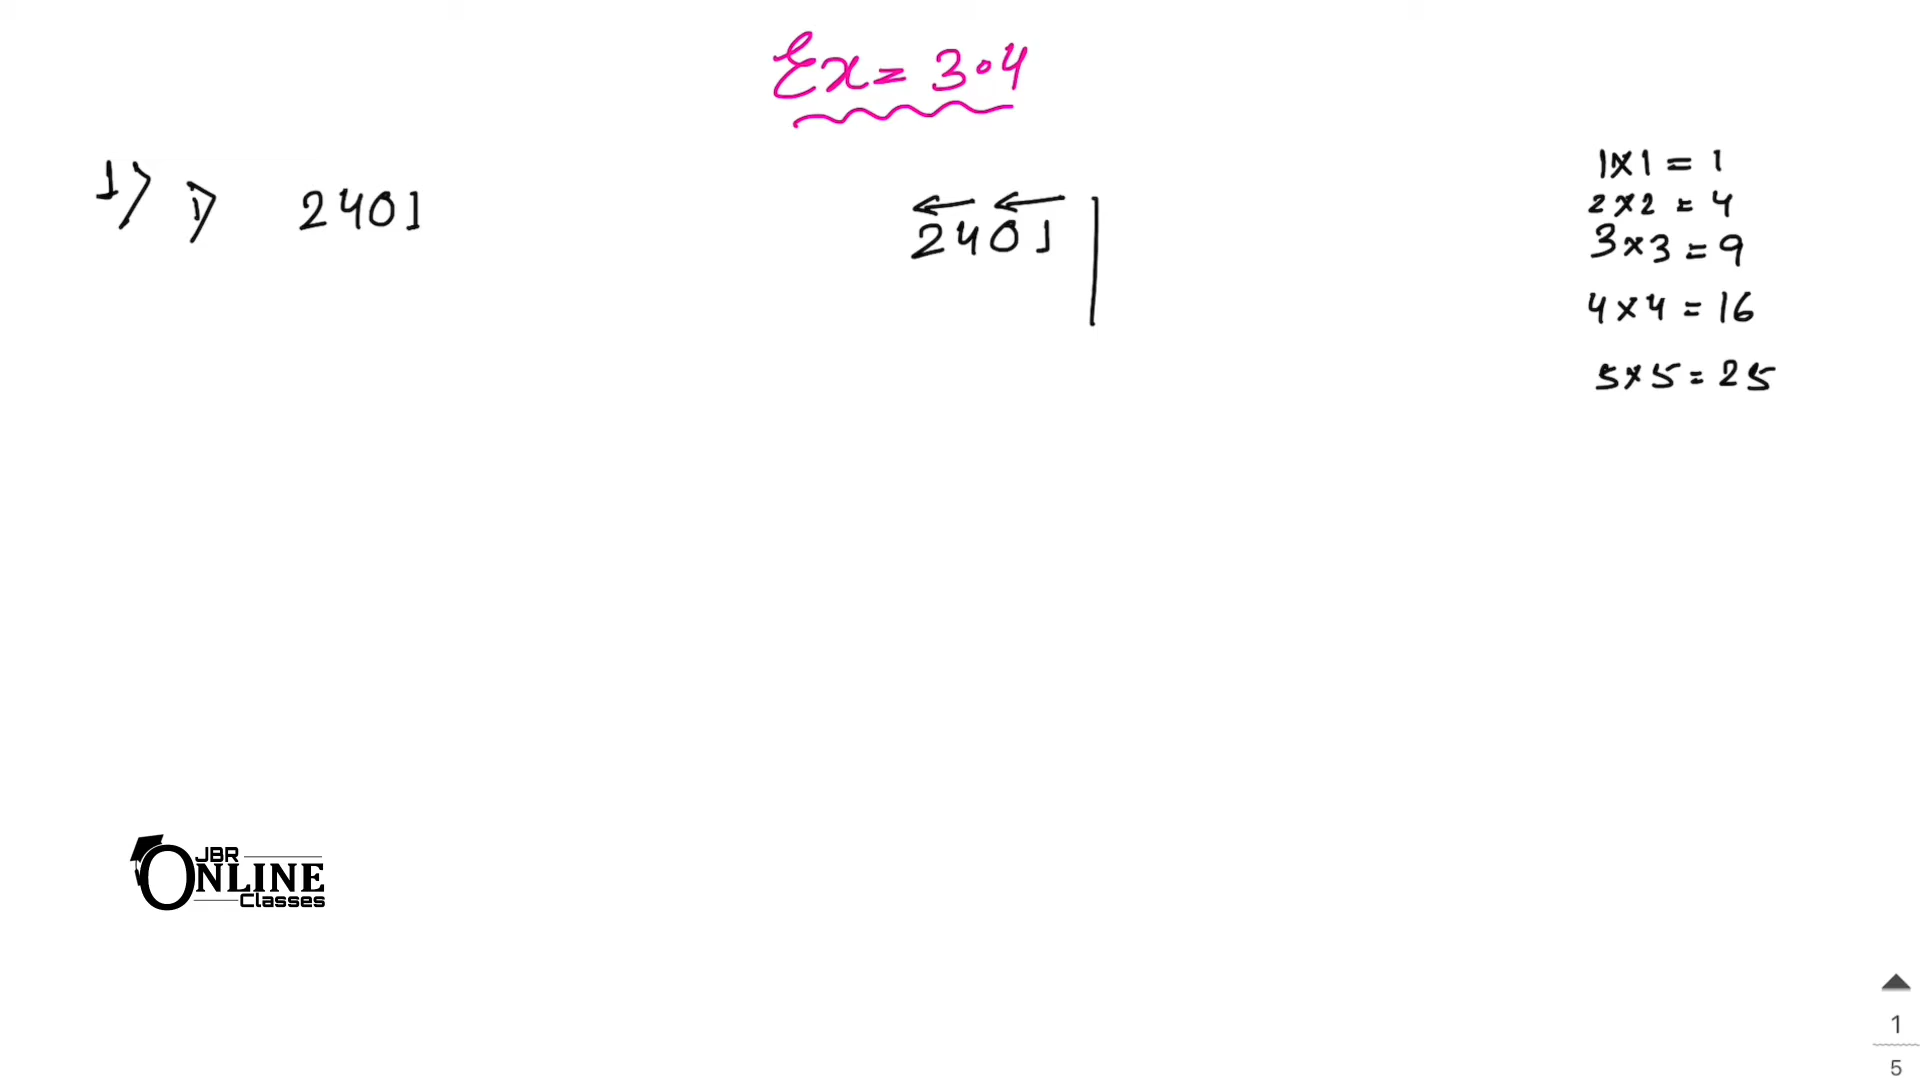 Ex = 3.4
1) i) 2401
2401
1×1 = 1
2×2 = 4
3×3 = 9
4×4 = 16
5×5 = 25
JBR
ONLINE
Classes
1
5